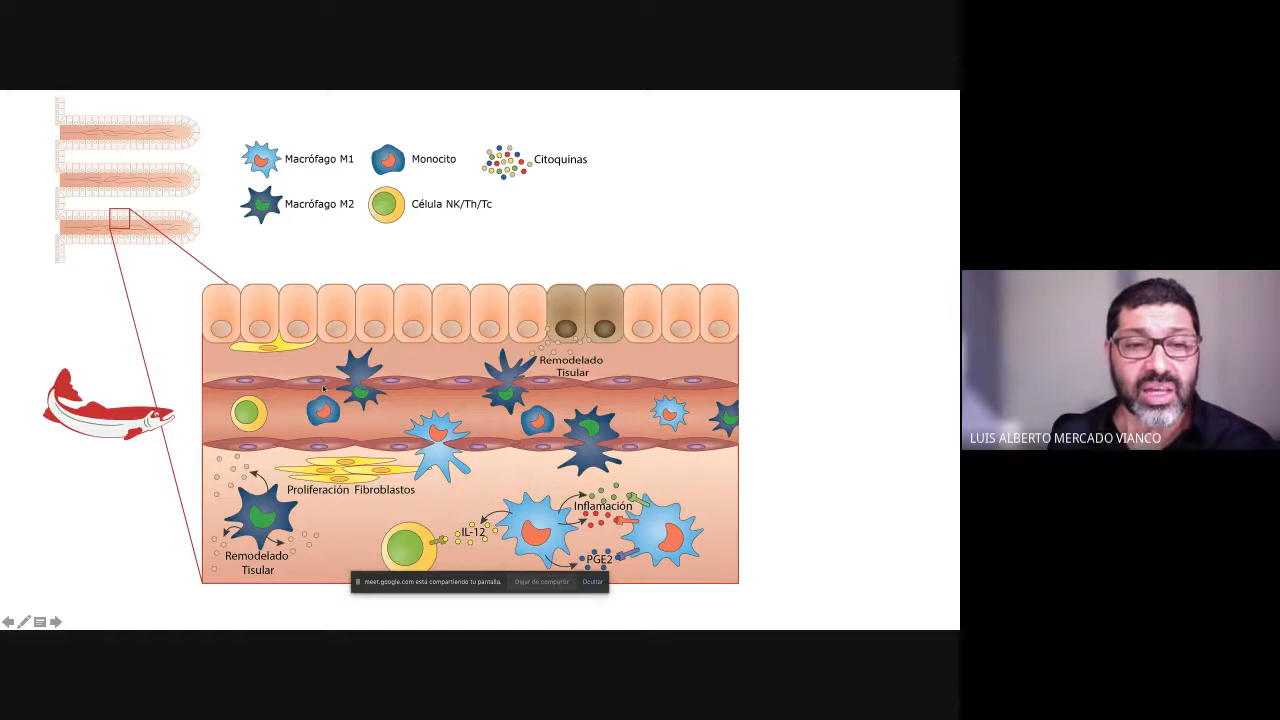 Macrófago M1
Monocito
Citoquinas
Macrófago M2
Célula NK/Th/Tc
Remodelado
Tisular
Proliferación Fibroblastos
Inflamación
IL-12
PGE2
Remodelado
Tisular
meet.google.com está compartiendo tu pantalla.
Dejar de compartir
Ocultar
LUIS ALBERTO MERCADO VIANCO